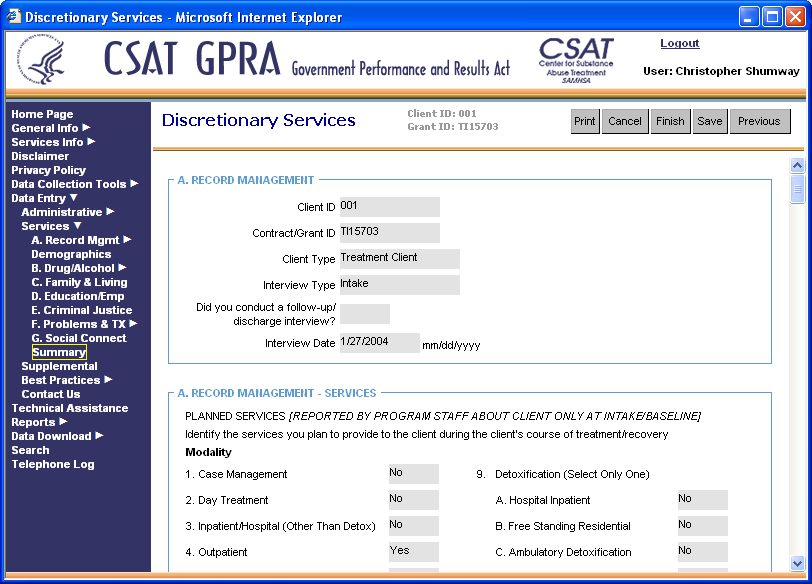 Discretionary Services - Microsoft Internet Explorer
CSAT GPRA Government Performance and Results Act
CSAT
Center for Substance
Abuse Treatment
SAMHSA
Logout
User: Christopher Shumway
Home Page
General Info
Services Info
Disclaimer
Privacy Policy
Data Collection Tools
Data Entry
Administrative
Services
A. Record Mgmt
Demographics
B. Drug/Alcohol
C. Family & Living
D. Education/Emp
E. Criminal Justice
F. Problems & TX
G. Social Connect
Summary
Supplemental
Best Practices
Contact Us
Technical Assistance
Reports
Data Download
Search
Telephone Log
Discretionary Services
Client ID: 001
Grant ID: TI15703
Print Cancel Finish Save Previous
A. RECORD MANAGEMENT
Client ID 001
Contract/Grant ID TI15703
Client Type Treatment Client
Interview Type Intake
Did you conduct a follow-up/
discharge interview?
Interview Date 1/27/2004 mm/dd/yyyy
A. RECORD MANAGEMENT - SERVICES
PLANNED SERVICES [REPORTED BY PROGRAM STAFF ABOUT CLIENT ONLY AT INTAKE/BASELINE]
Identify the services you plan to provide to the client during the client's course of treatment/recovery
Modality
1. Case Management No 9. Detoxification (Select Only One)
2. Day Treatment No A. Hospital Inpatient No
3. Inpatient/Hospital (Other Than Detox) No B. Free Standing Residential No
4. Outpatient Yes C. Ambulatory Detoxification No